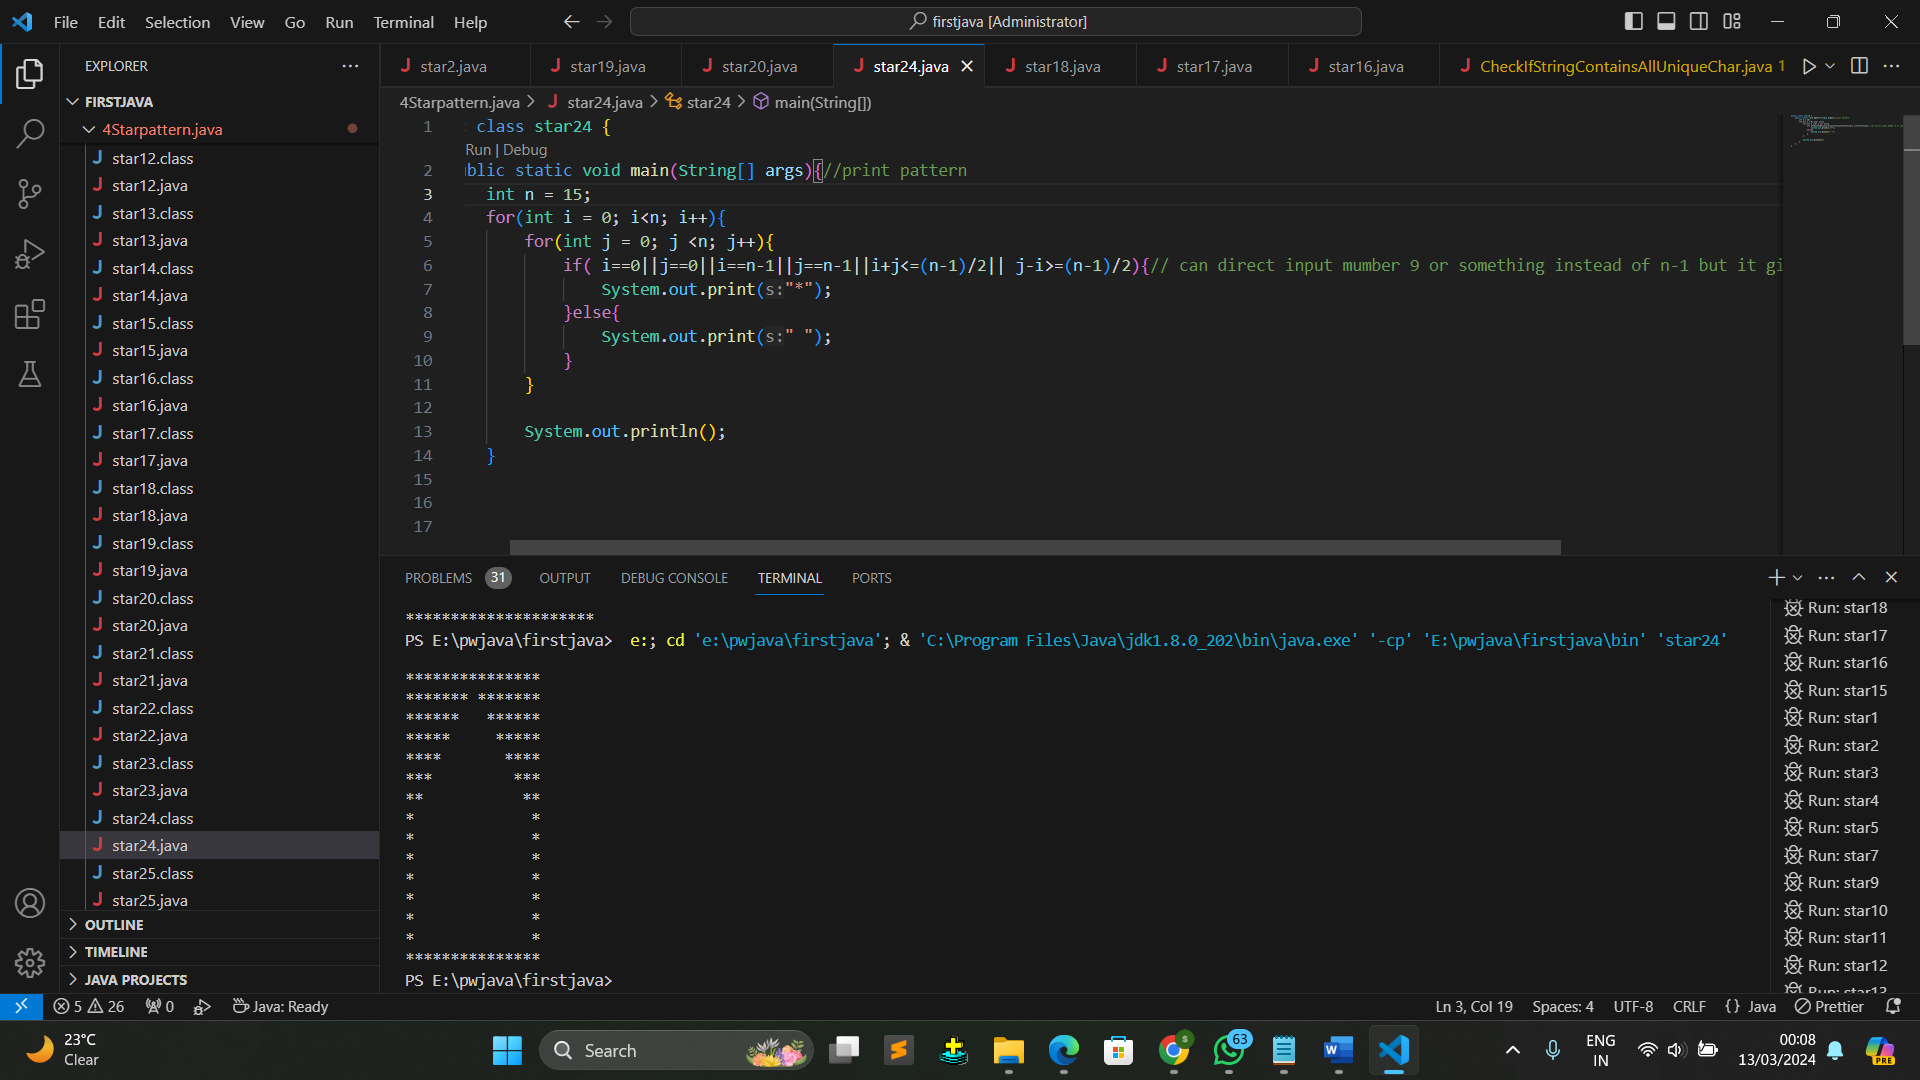 File Edit Selection View Go Run Terminal Help
firstjava [Administrator]
EXPLORER
star2.java star19.java star20.java star24.java star18.java star17.java star16.java CheckIfStringContainsAllUniqueChar.java 1
FIRSTJAVA
4Starpattern.java
star12.class
star12.java
star13.class
star13.java
star14.class
star14.java
star15.class
star15.java
star16.class
star16.java
star17.class
star17.java
star18.class
star18.java
star19.class
star19.java
star20.class
star20.java
star21.class
star21.java
star22.class
star22.java
star23.class
star23.java
star24.class
star24.java
star25.class
star25.java
OUTLINE
TIMELINE
JAVA PROJECTS
4Starpattern.java > star24.java > star24 > main(String[])
1 class star24 {
Run | Debug
2 blic static void main(String[] args){//print pattern
3 int n = 15;
4 for(int i = 0; i<n; i++){
5 for(int j = 0; j <n; j++){
6 if( i==0||j==0||i==n-1||j==n-1||i+j<=(n-1)/2|| j-i>=(n-1)/2){// can direct input mumber 9 or something instead of n-1 but it gi
7 System.out.print(s:"*");
8 }else{
9 System.out.print(s:" ");
10 }
11 }
12
13 System.out.println();
14 }
15
16
17
PROBLEMS 31 OUTPUT DEBUG CONSOLE TERMINAL PORTS
*********************
PS E:\pwjava\firstjava>  e:; cd 'e:\pwjava\firstjava'; & 'C:\Program Files\Java\jdk1.8.0_202\bin\java.exe' '-cp' 'E:\pwjava\firstjava\bin' 'star24'
***************
******* *******
******   ******
*****     *****
****       ****
***         ***
**           **
*             *
*             *
*             *
*             *
*             *
*             *
*             *
***************
PS E:\pwjava\firstjava>
Run: star18
Run: star17
Run: star16
Run: star15
Run: star1
Run: star2
Run: star3
Run: star4
Run: star5
Run: star7
Run: star9
Run: star10
Run: star11
Run: star12
Run: star13
5 26 0 Java: Ready Ln 3, Col 19 Spaces: 4 UTF-8 CRLF {} Java Prettier
23°C
Clear
Search
63
PRE
ENG
IN
00:08
13/03/2024